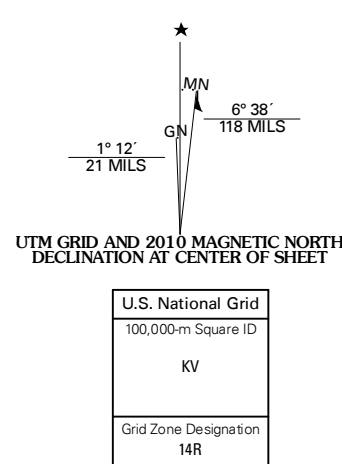 MN
GN
6° 38´
118 MILS
1° 12´
21 MILS
UTM GRID AND 2010 MAGNETIC NORTH
DECLINATION AT CENTER OF SHEET
U.S. National Grid
100,000-m Square ID
KV
Grid Zone Designation
14R